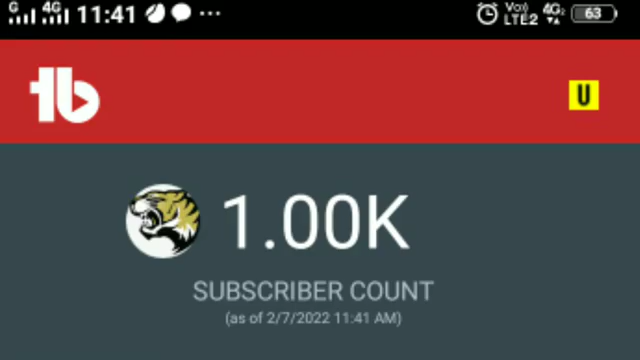 G 4G 11:41 ... Vo)) LTE2 4G2 63
tb U
1.00K
SUBSCRIBER COUNT
(as of 2/7/2022 11:41 AM)